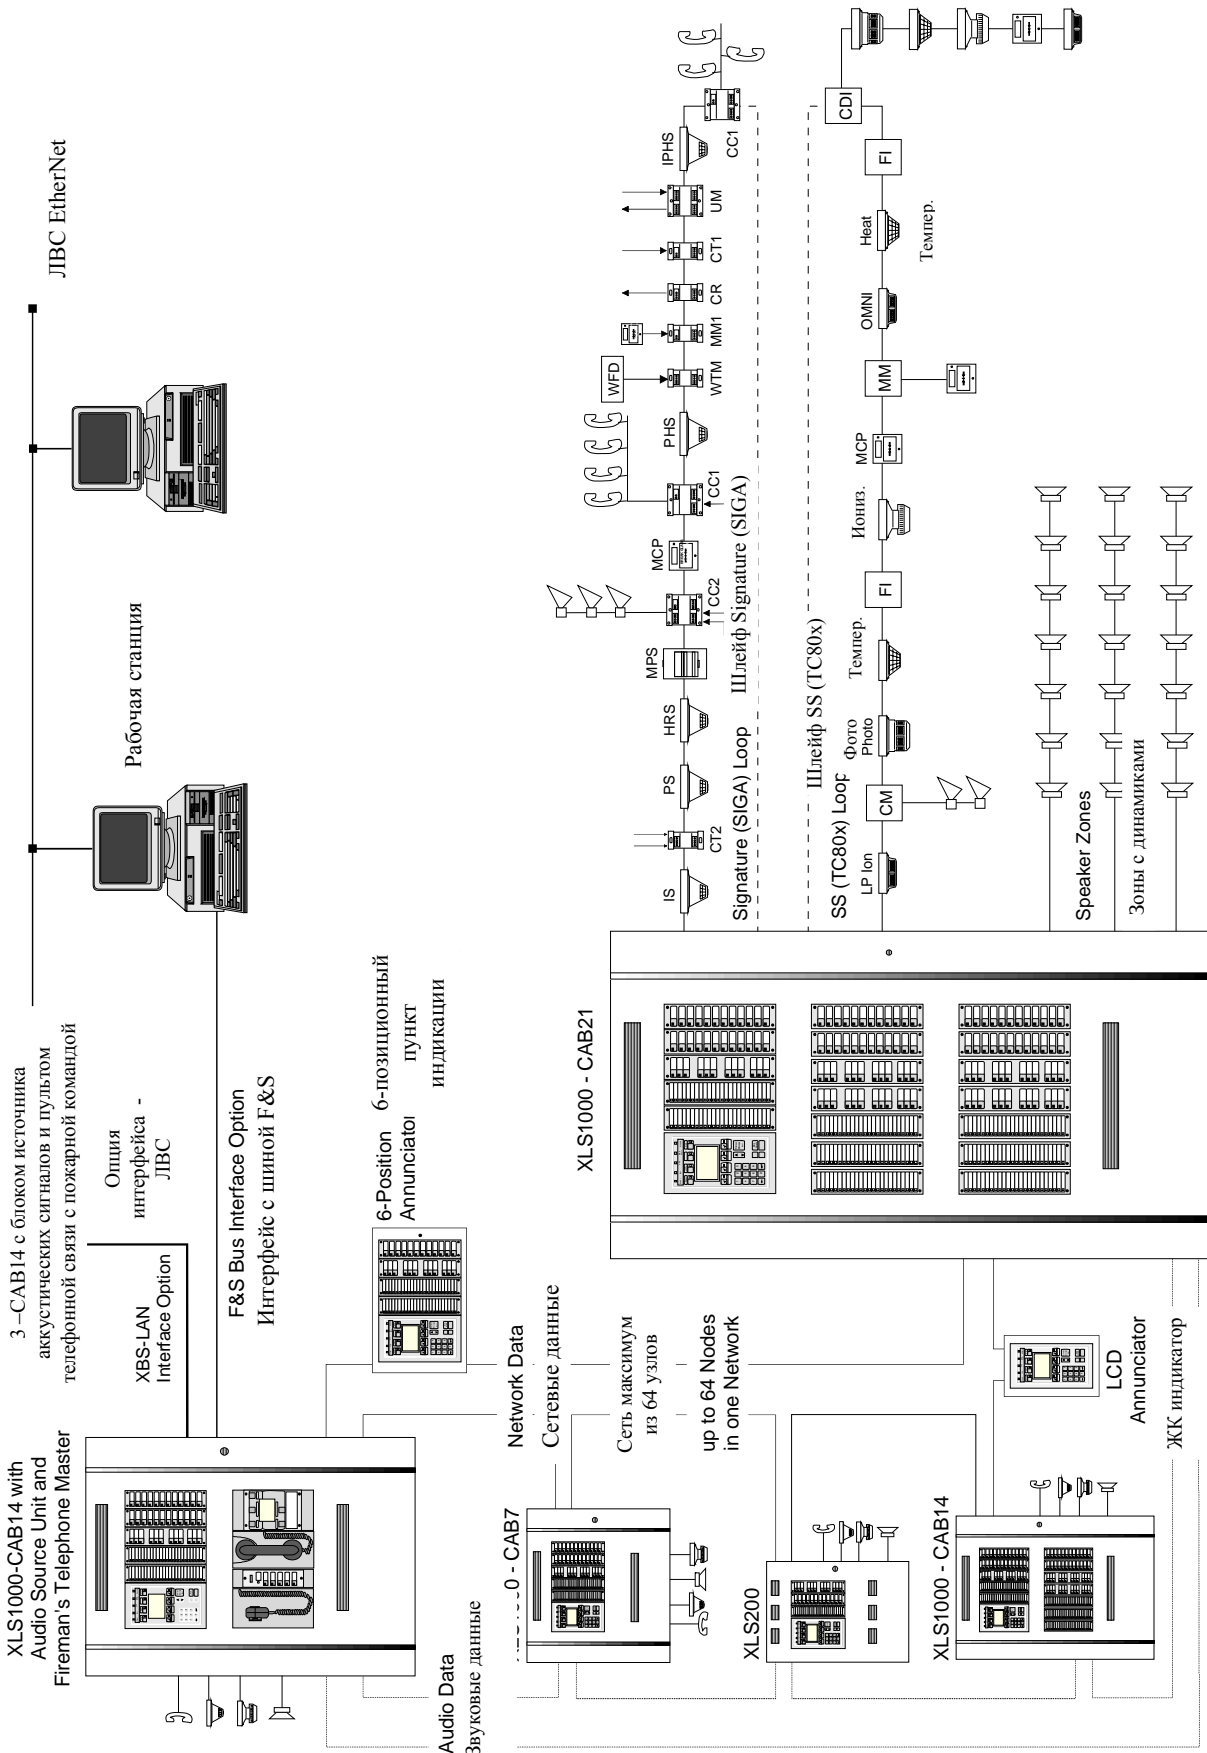 3 –CAB14 с блоком источника
аккустических сигналов и пультом
телефонной связи с пожарной командой
XLS1000-CAB14 with
Audio Source Unit and
Fireman's Telephone Master
XBS-LAN
Interface Option
Опция
интерфейса -
ЛВС
F&S Bus Interface Option
Интерфейс с шиной F&S
ЛВС EtherNet
Рабочая станция
6-Position
Annunciator
6-позиционный
пункт
индикации
Audio Data
Звуковые данные
Network Data
Сетевые данные
Сеть максимум
из 64 узлов
up to 64 Nodes
in one Network
- CAB7
XLS200
XLS1000 - CAB14
LCD
Annunciator
ЖК индикатор
XLS1000 - CAB21
IS
CT2
PS
HRS
MPS
CC2
MCP
CC1
PHS
WTM
WFD
MM1
CR
CT1
UM
IPHS
CC1
Signature (SIGA) Loop
Шлейф Signature (SIGA)
SS (TC80x) Loop
Шлейф SS (TC80x)
LP Ion
CM
Фото
Photo
Темпер.
FI
Иониз.
MCP
MM
OMNI
Heat
Темпер.
FI
CDI
Speaker Zones
Зоны с динамиками